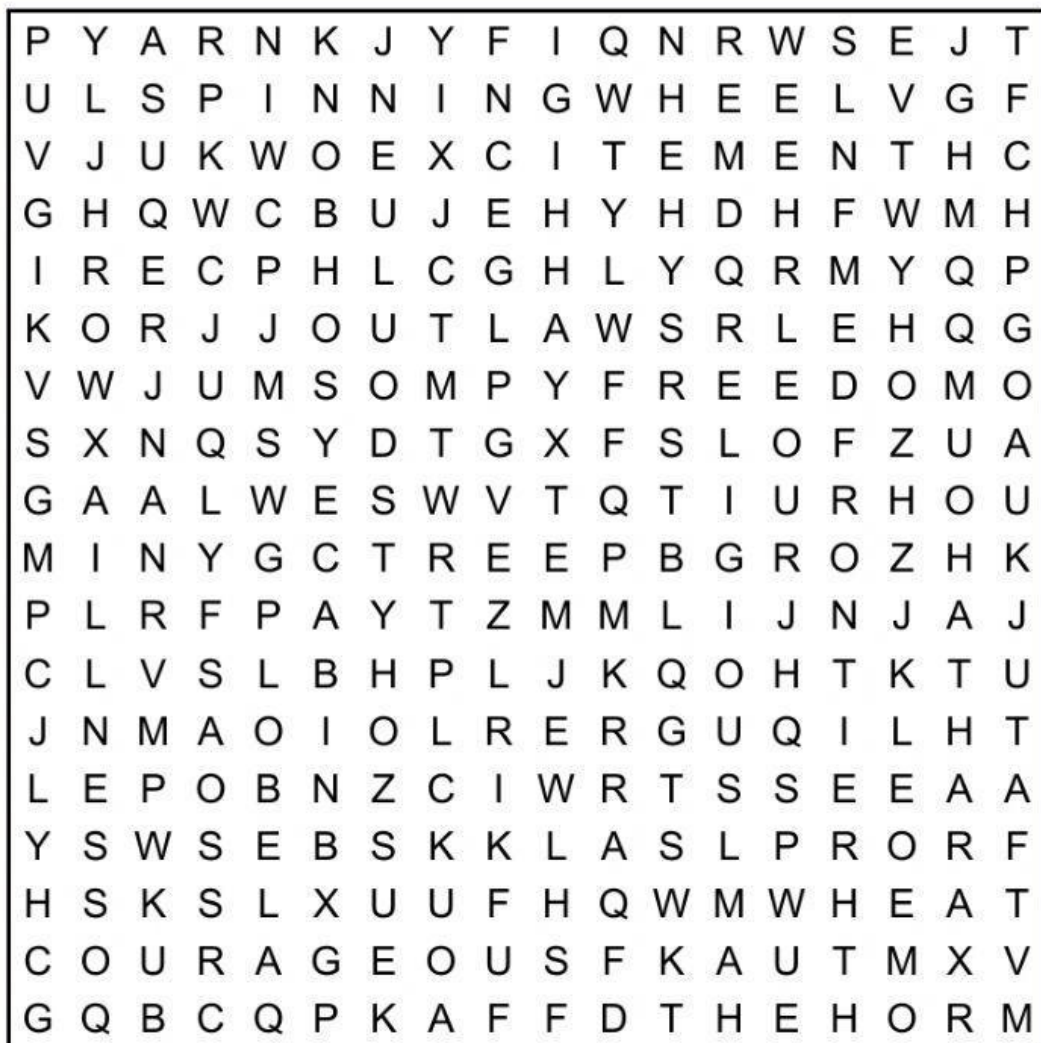 P Y A R N K J Y F I Q N R W S E J T
U L S P I N N I N G W H E E L V G F
V J U K W O E X C I T E M E N T H C
G H Q W C B U J E H Y H D H F W M H
I R E C P H L C G H L Y Q R M Y Q P
K O R J J O U T L A W S R L E H Q G
V W J U M S O M P Y F R E E D O M O
S X N Q S Y D T G X F S L O F Z U A
G A A L W E S W V T Q T I U R H O U
M I N Y G C T R E E P B G R O Z H K
P L R F P A Y T Z M M L I J N J A J
C L V S L B H P L J K Q O H T K T U
J N M A O I O L R E R G U Q I L H T
L E P O B N Z C I W R T S S E E A A
Y S W S E B S K K L A S L P R O R F
H S K S L X U U F H Q W M W H E A T
C O U R A G E O U S F K A U T M X V
G Q B C Q P K A F F D T H E H O R M